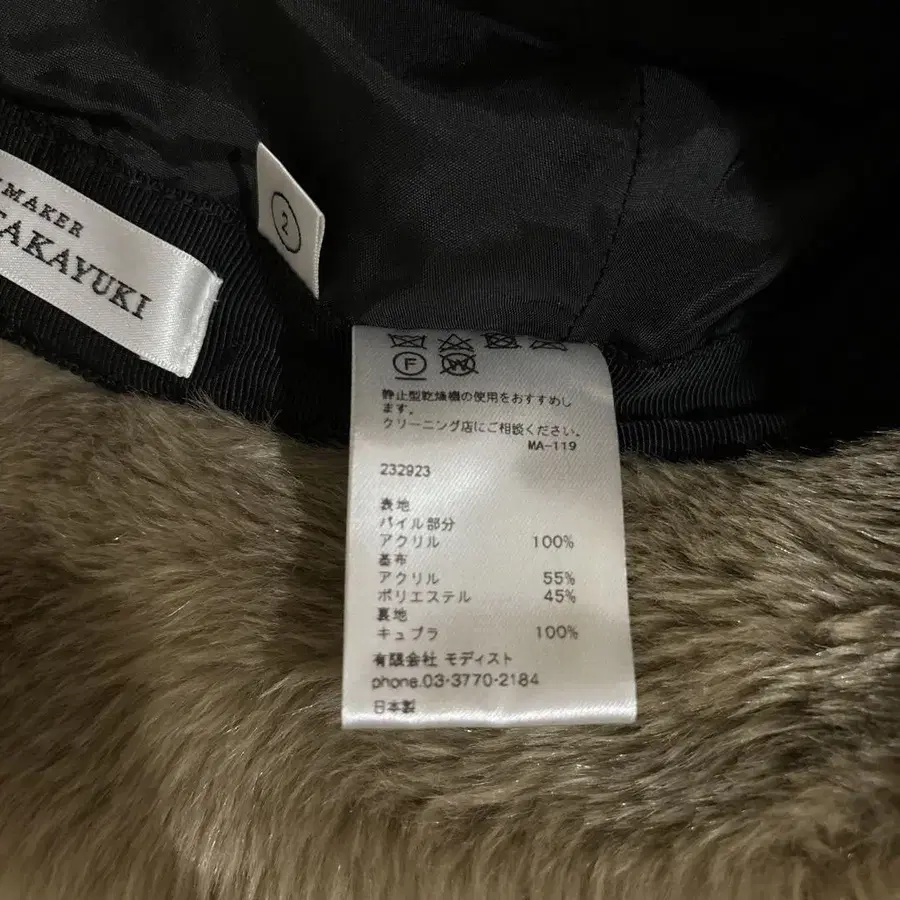 MAKER
TAKAYUKI
2
F
W
静止型乾燥機の使用をおすすめし
ます。
クリーニング店にご相談ください。
MA-119
232923
表地
パイル部分
アクリル 100%
基布
アクリル 55%
ポリエステル 45%
裏地
キュプラ 100%
有限会社 モディスト
phone.03-3770-2184
日本製